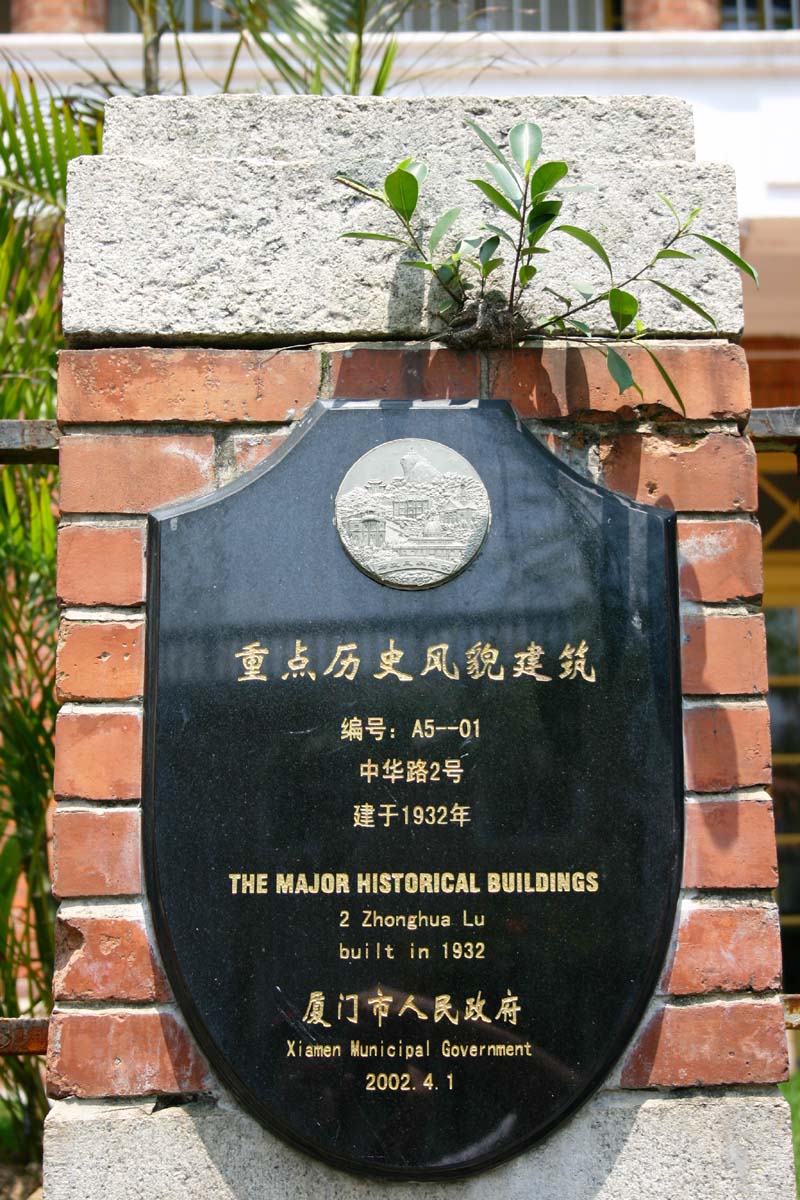 重点历史风貌建筑
编号：A5--01
中华路2号
建于1932年
THE MAJOR HISTORICAL BUILDINGS
2 Zhonghua Lu
built in 1932
厦门市人民政府
Xiamen Municipal Government
2002.4.1